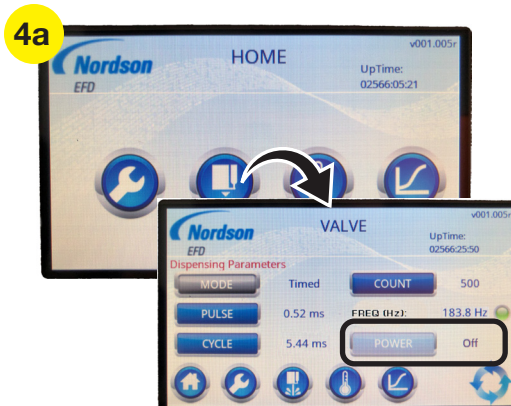 4a
Nordson
EFD
HOME
v001.005r
UpTime:
02566:05:21
Nordson
EFD
VALVE
v001.005r
UpTime:
02566:25:50
Dispensing Parameters
MODE Timed COUNT 500
PULSE 0.52 ms FREQ (Hz): 183.8 Hz
CYCLE 5.44 ms POWER Off